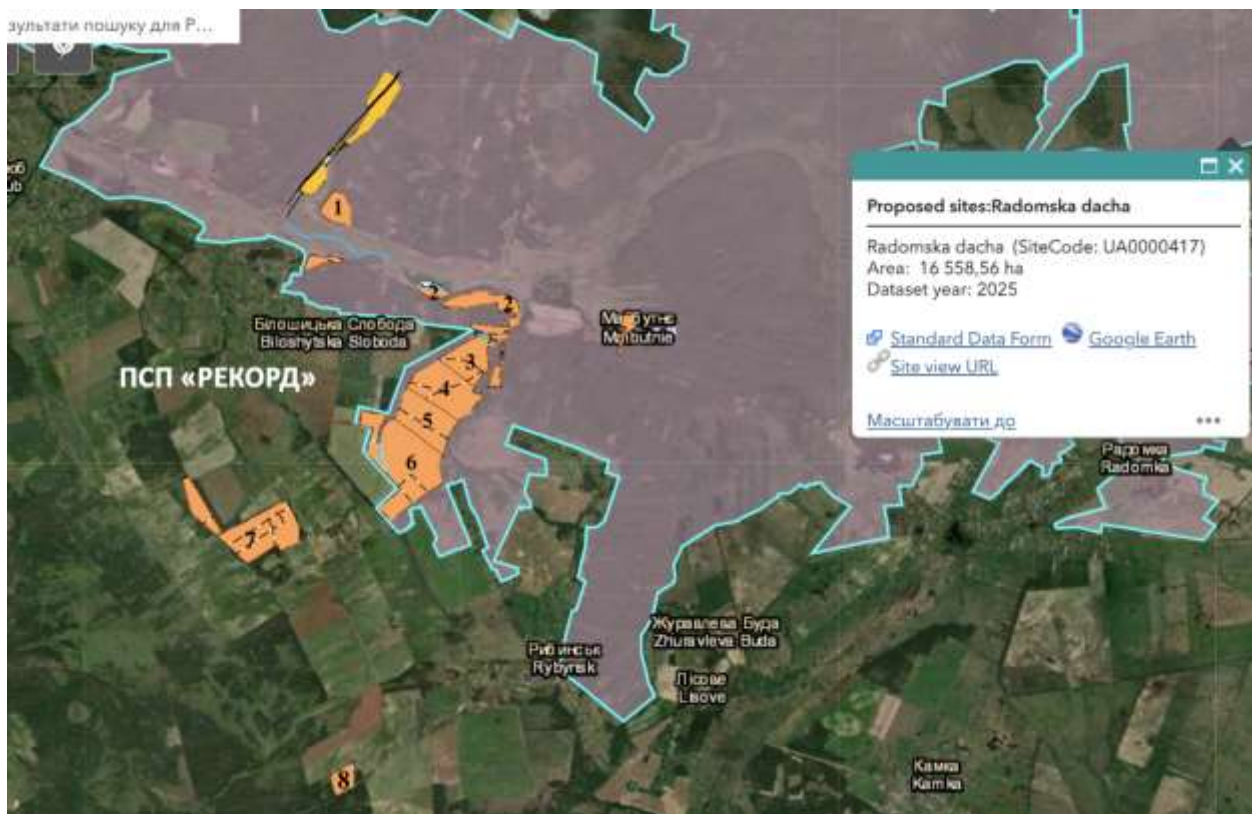 зультати пошуку для Р...
об
ub
1
2
2
Білошицька Слобода
Biloshytska Sloboda
Майбутнє
Maibutnie
ПСП «РЕКОРД»
3
4
5
6
7
8
Proposed sites:Radomska dacha
Radomska dacha (SiteCode: UA0000417)
Area: 16 558,56 ha
Dataset year: 2025
Standard Data Form Google Earth
Site view URL
Масштабувати до
Радомка
Radomka
Журавлева Буда
Zhuravleva Buda
Рибинськ
Rybynsk
Лісове
Lisove
Камка
Kamka